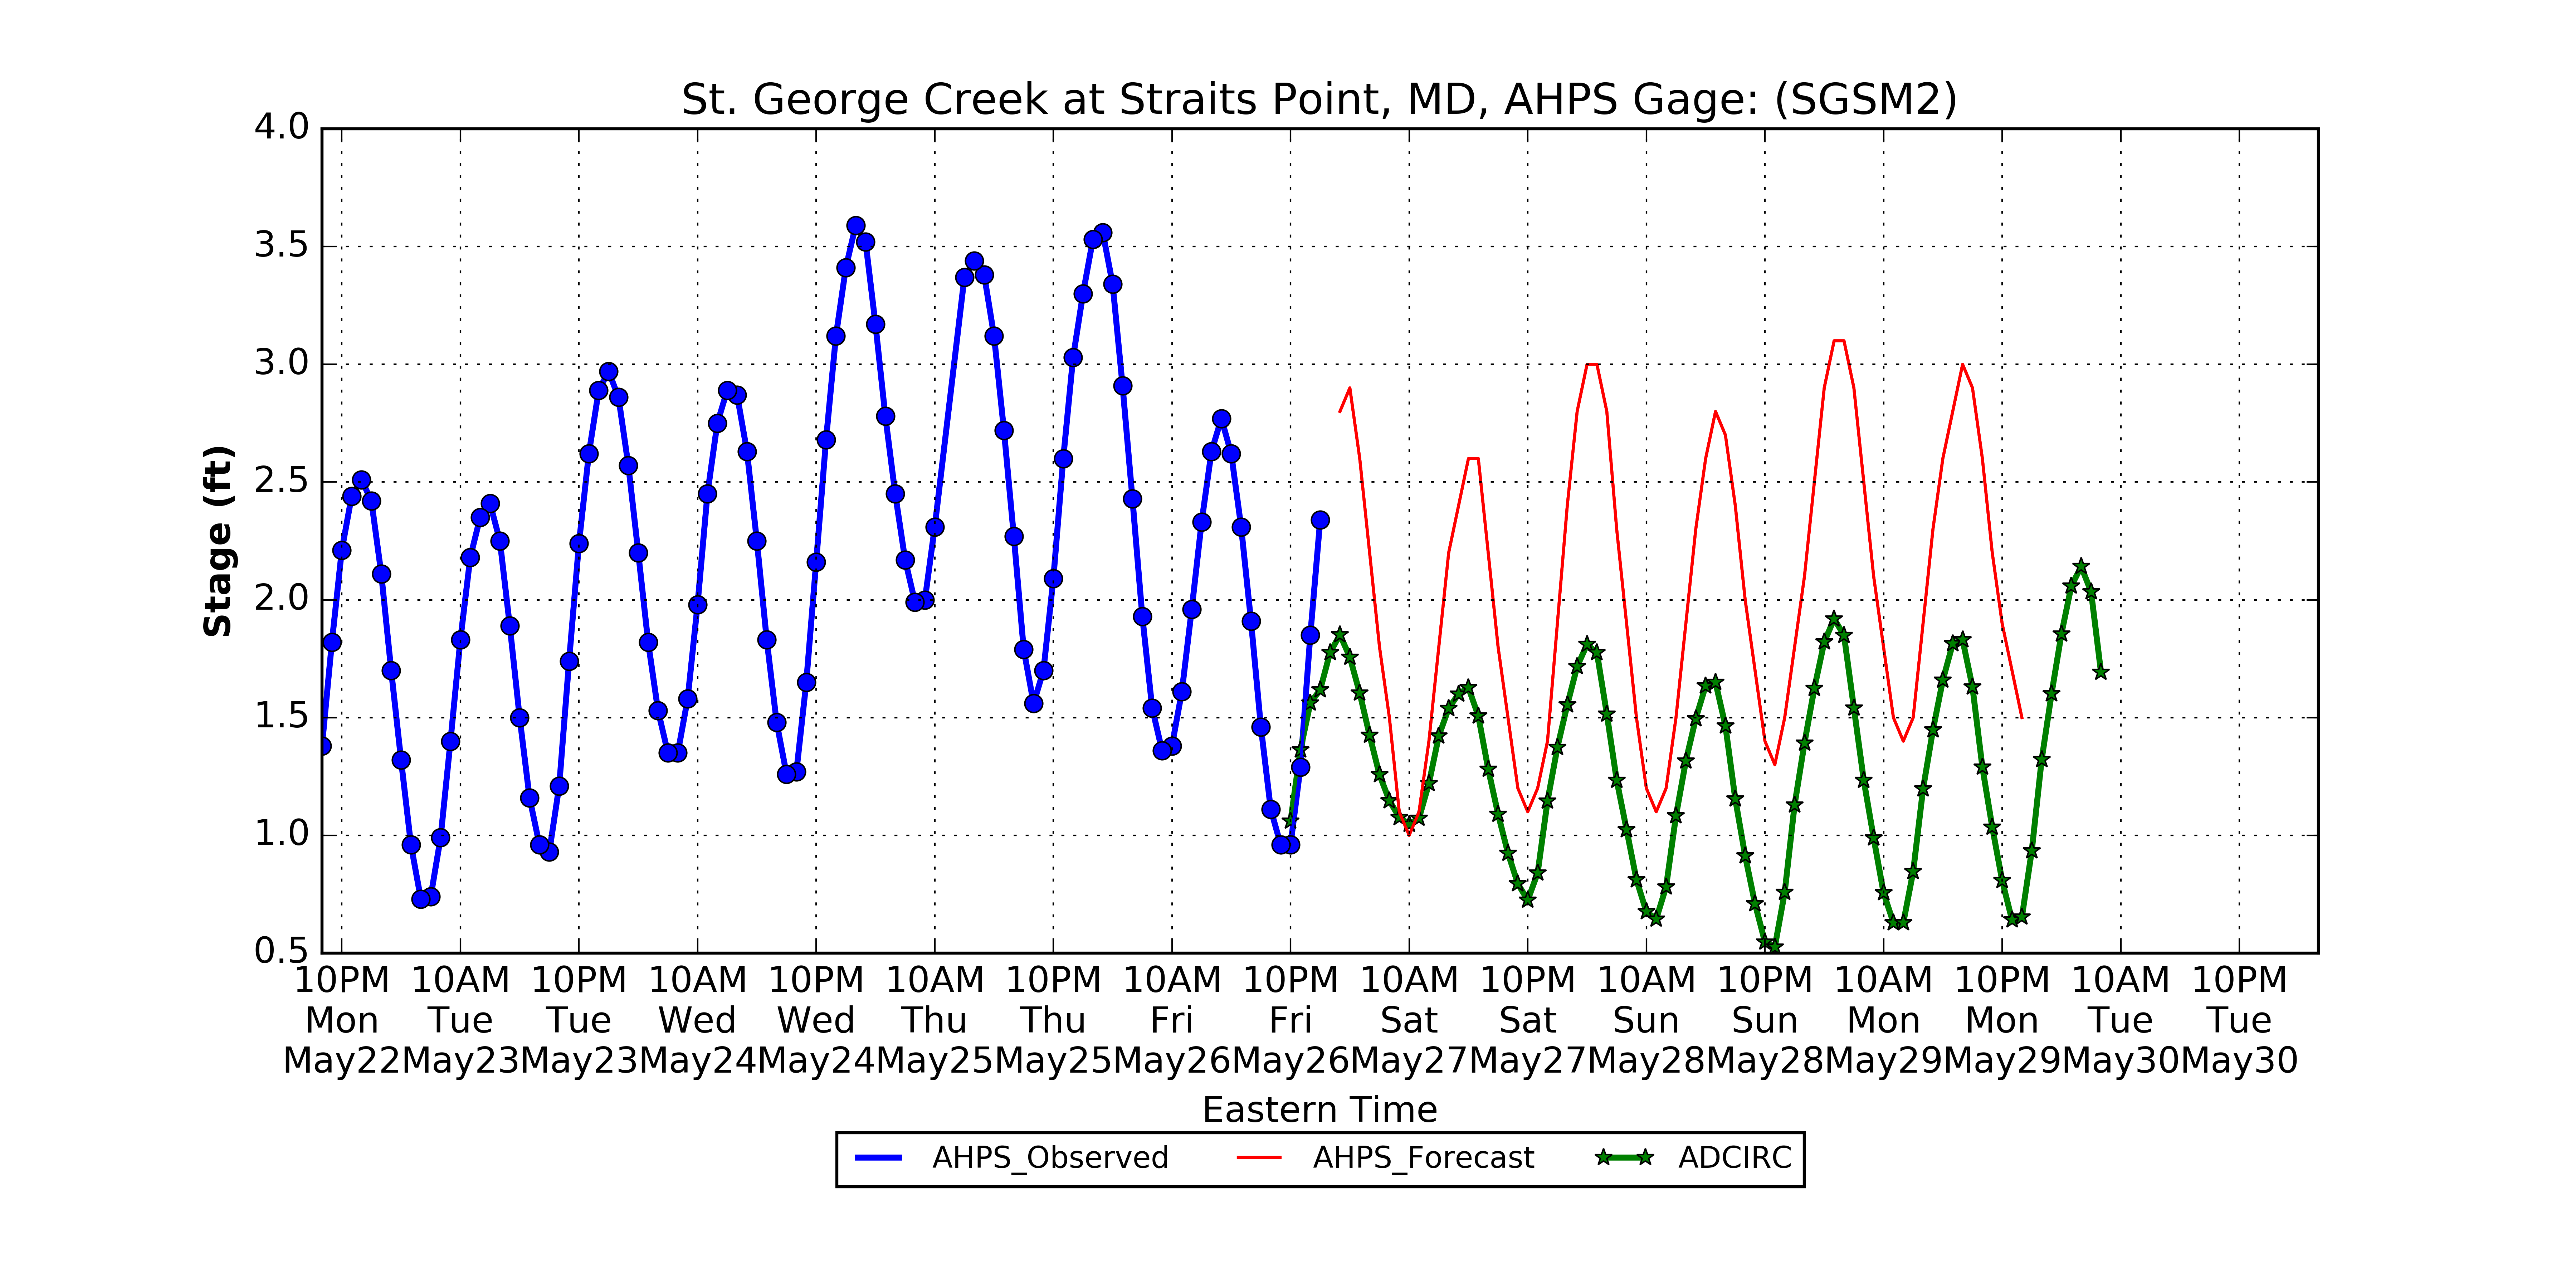 St. George Creek at Straits Point, MD, AHPS Gage: (SGSM2)
4.0
3.5
3.0
2.5
2.0
1.5
1.0
0.5
Stage (ft)
10PM 10AM 10PM 10AM 10PM 10AM 10PM 10AM 10PM 10AM 10PM 10AM 10PM 10AM 10PM 10AM 10PM
Mon Tue Tue Wed Wed Thu Thu Fri Fri Sat Sat Sun Sun Mon Mon Tue Tue
May22 May23 May23 May24 May24 May25 May25 May26 May26 May27 May27 May28 May28 May29 May29 May30 May30
Eastern Time
AHPS_Observed AHPS_Forecast ADCIRC